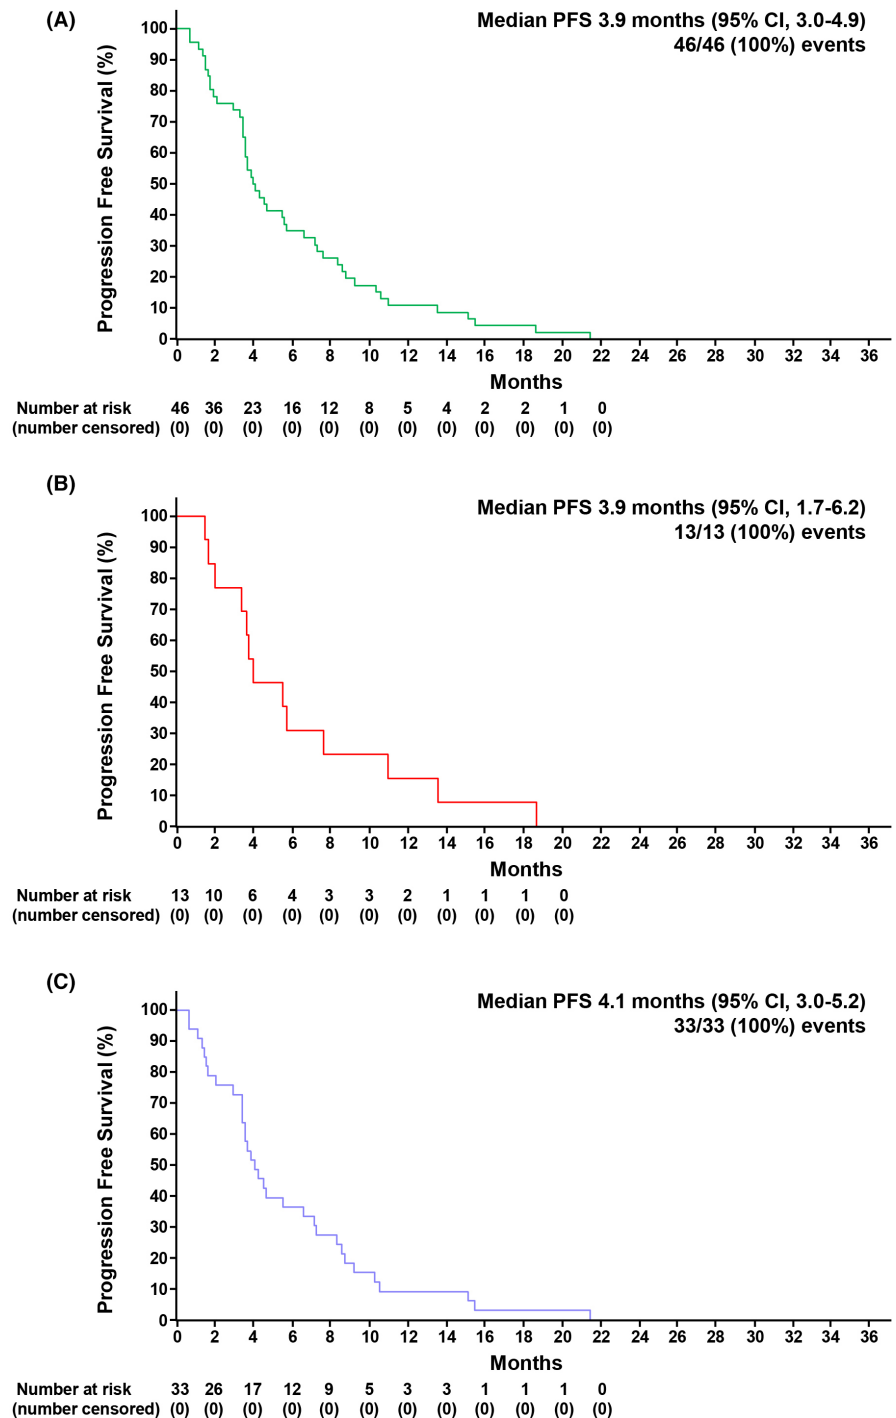 (A)
Median PFS 3.9 months (95% CI, 3.0-4.9)
46/46 (100%) events
Progression Free Survival (%)
100
90
80
70
60
50
40
30
20
10
0
0 2 4 6 8 10 12 14 16 18 20 22 24 26 28 30 32 34 36
Months
Number at risk 46 36 23 16 12 8 5 4 2 2 1 0
(number censored) (0) (0) (0) (0) (0) (0) (0) (0) (0) (0) (0) (0)
(B)
Median PFS 3.9 months (95% CI, 1.7-6.2)
13/13 (100%) events
Progression Free Survival (%)
100
90
80
70
60
50
40
30
20
10
0
0 2 4 6 8 10 12 14 16 18 20 22 24 26 28 30 32 34 36
Months
Number at risk 13 10 6 4 3 3 2 1 1 1 0
(number censored) (0) (0) (0) (0) (0) (0) (0) (0) (0) (0) (0)
(C)
Median PFS 4.1 months (95% CI, 3.0-5.2)
33/33 (100%) events
Progression Free Survival (%)
100
90
80
70
60
50
40
30
20
10
0
0 2 4 6 8 10 12 14 16 18 20 22 24 26 28 30 32 34 36
Months
Number at risk 33 26 17 12 9 5 3 3 1 1 1 0
(number censored) (0) (0) (0) (0) (0) (0) (0) (0) (0) (0) (0) (0)